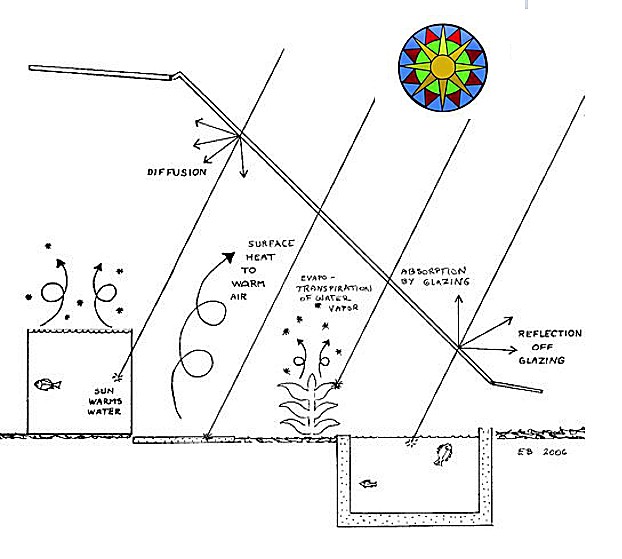 DIFFUSION
SURFACE
HEAT
TO
WARM
AIR
EVAPO-
TRANSPIRATION
OF WATER
VAPOR
ABSORPTION
BY GLAZING
REFLECTION
OFF
GLAZING
SUN
WARMS
WATER
EB 2006